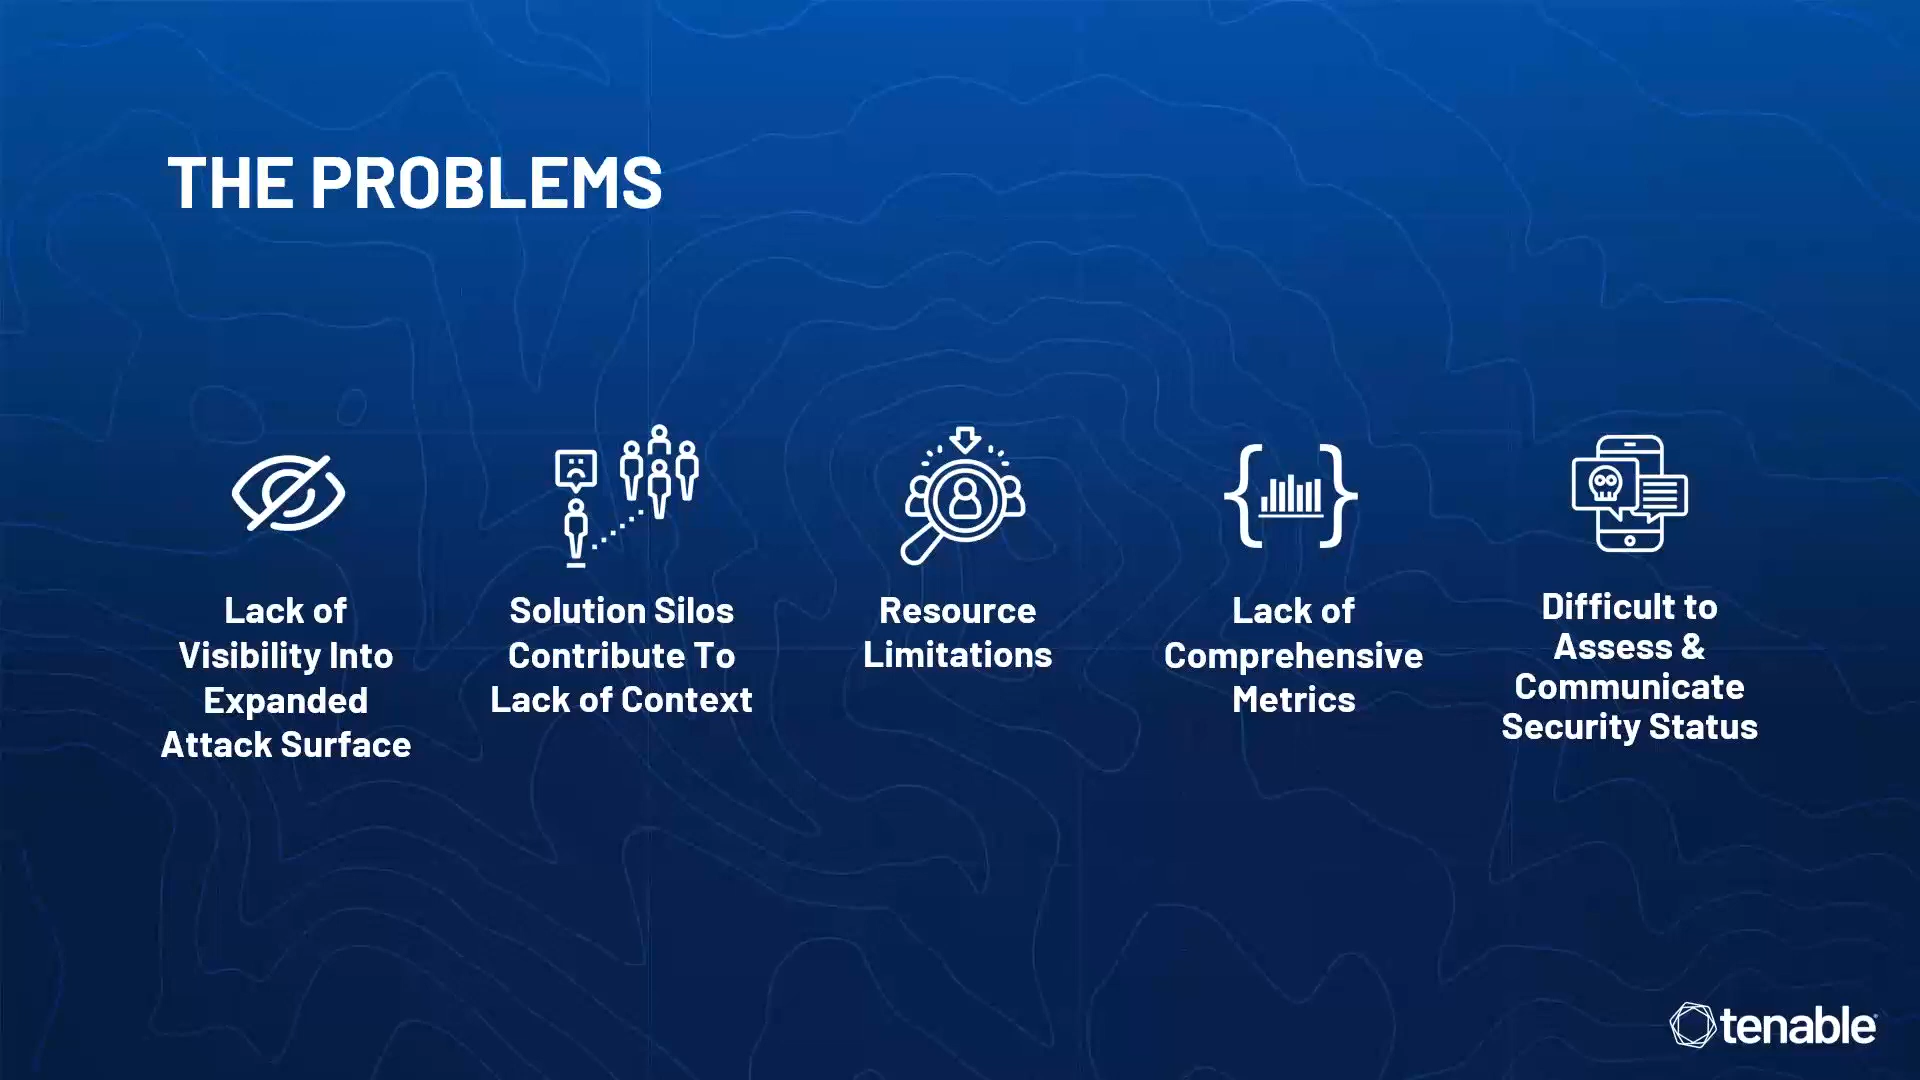 THE PROBLEMS
Lack of
Visibility Into
Expanded
Attack Surface
Solution Silos
Contribute To
Lack of Context
Resource
Limitations
Lack of
Comprehensive
Metrics
Difficult to
Assess &
Communicate
Security Status
tenable